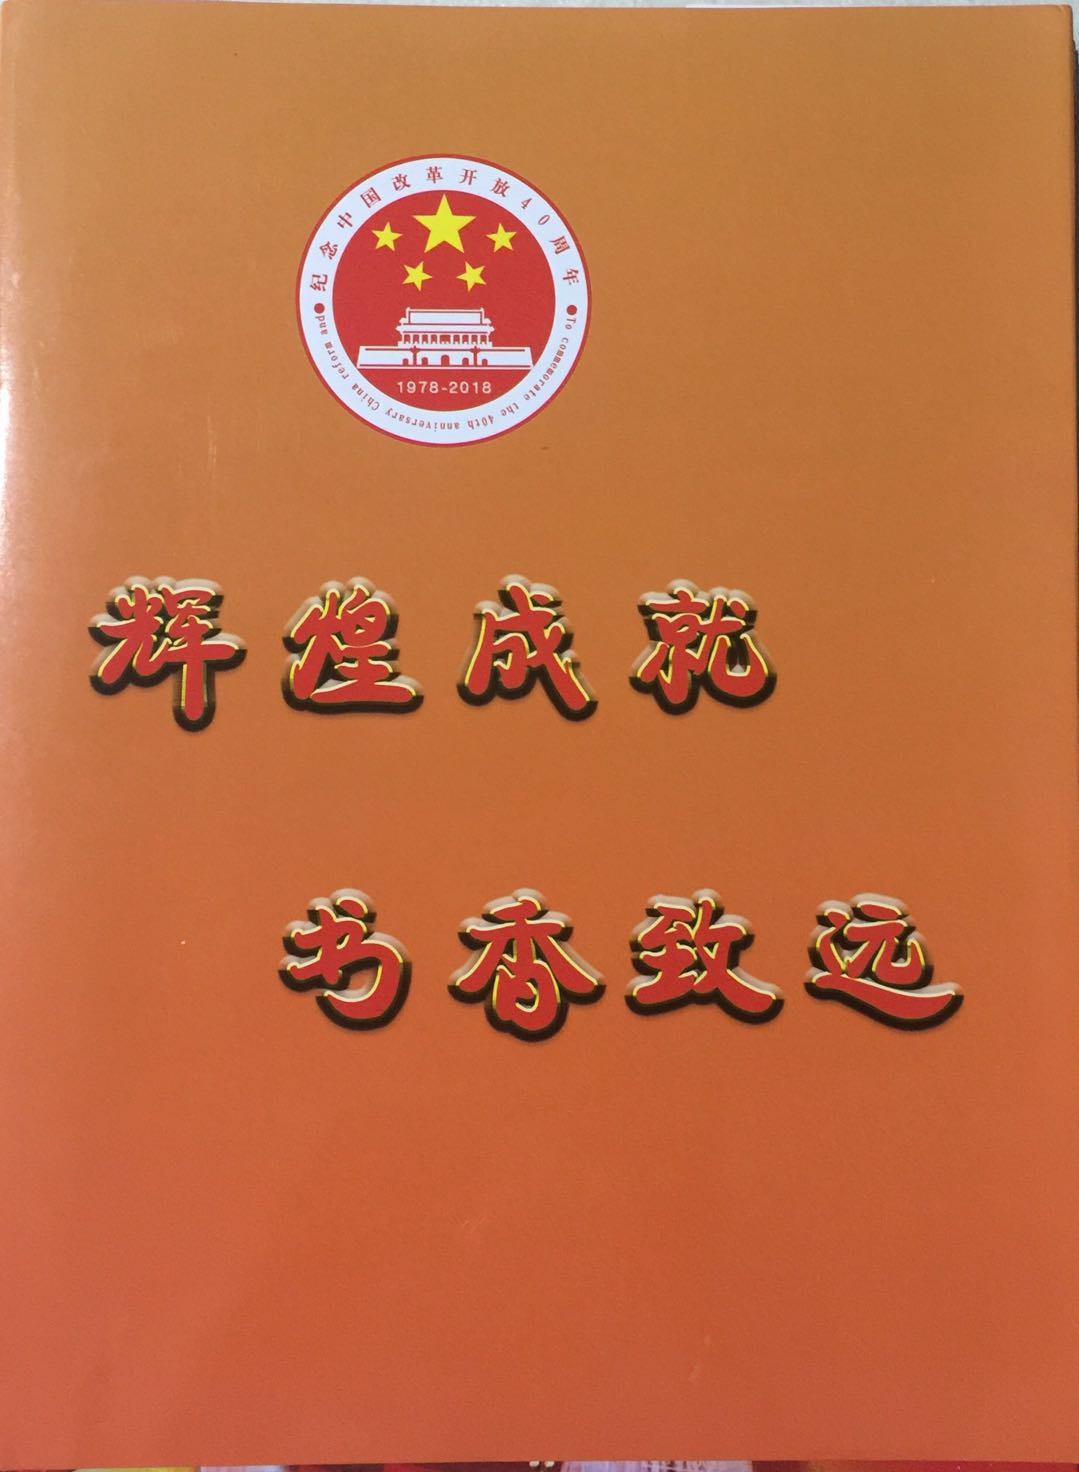 纪念中国改革开放40周年
To commemorate the 40th anniversary China reform and
1978-2018
辉煌成就
书香致远